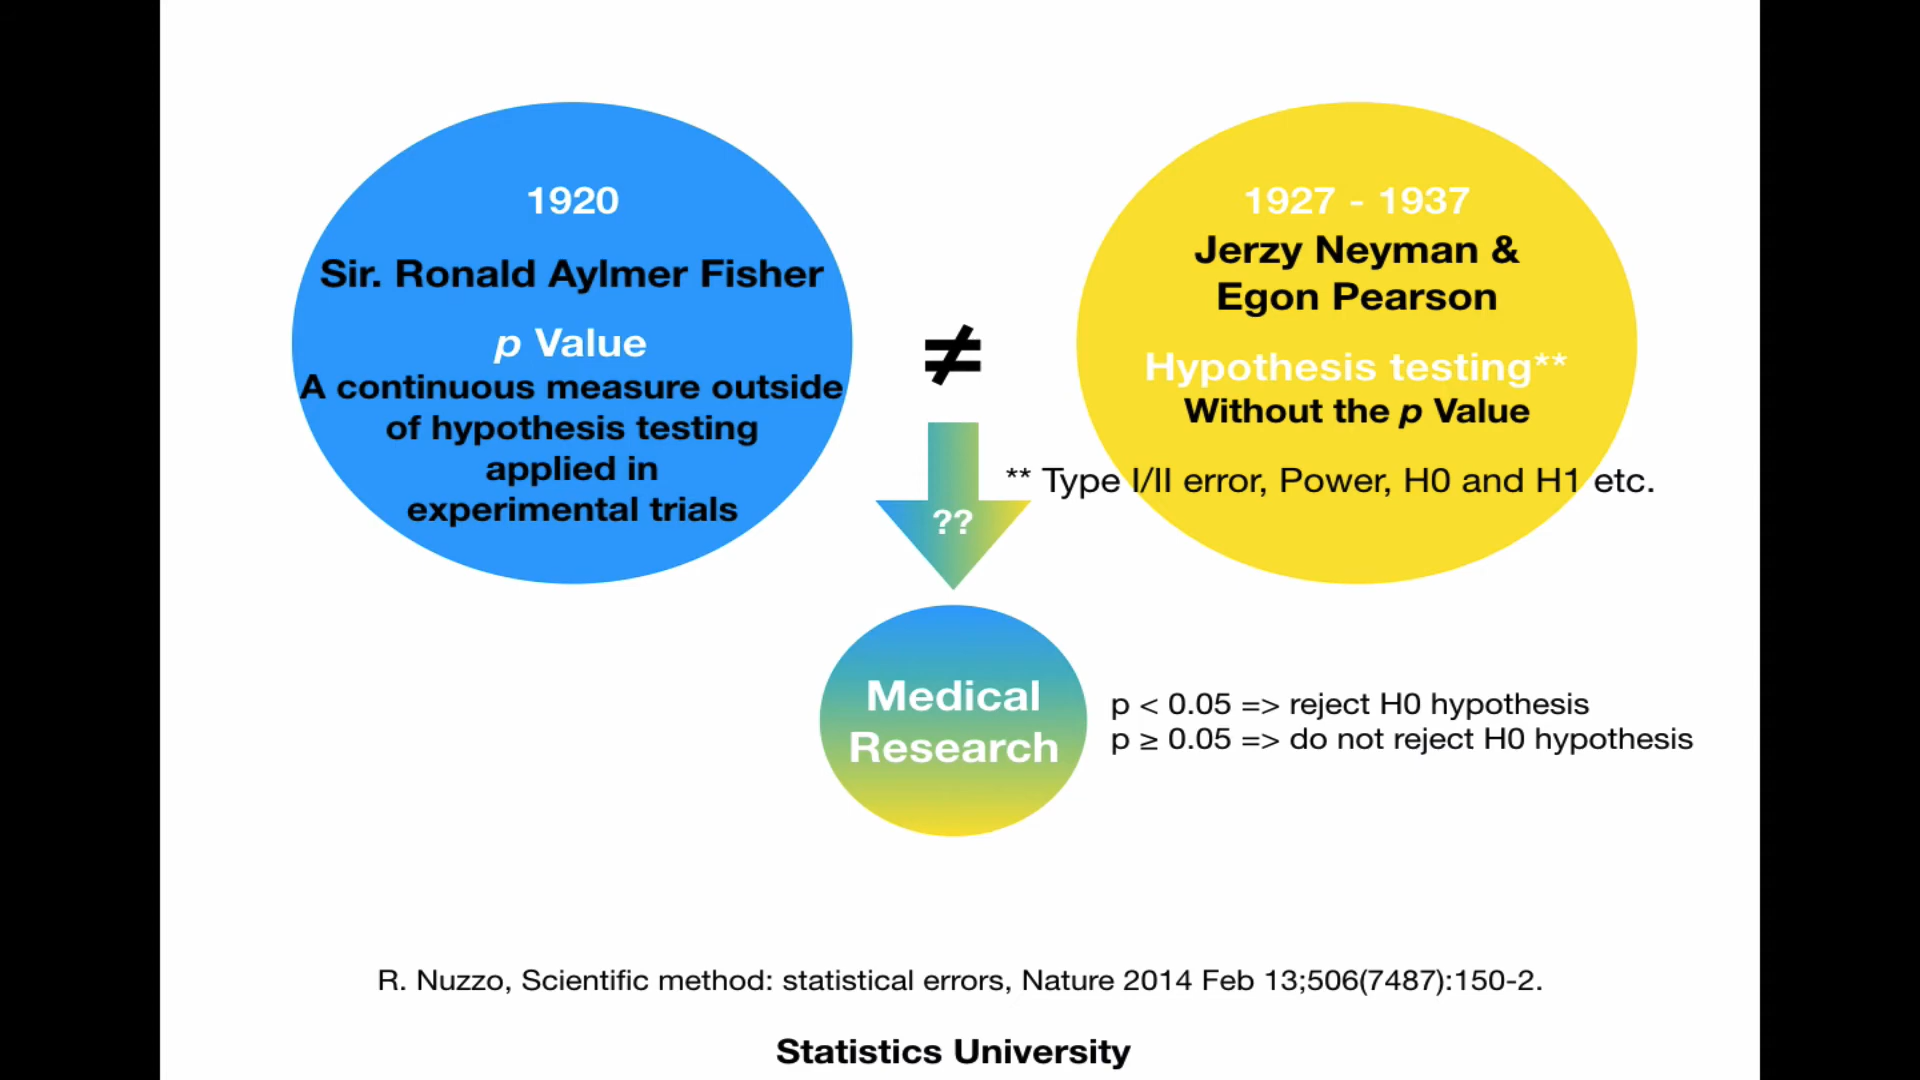 1920
Sir. Ronald Aylmer Fisher
p Value
A continuous measure outside
of hypothesis testing
applied in
experimental trials
≠
1927 - 1937
Jerzy Neyman &
Egon Pearson
Hypothesis testing**
Without the p Value
** Type I/II error, Power, H0 and H1 etc.
??
Medical
Research
p < 0.05 => reject H0 hypothesis
p ≥ 0.05 => do not reject H0 hypothesis
R. Nuzzo, Scientific method: statistical errors, Nature 2014 Feb 13;506(7487):150-2.
Statistics University